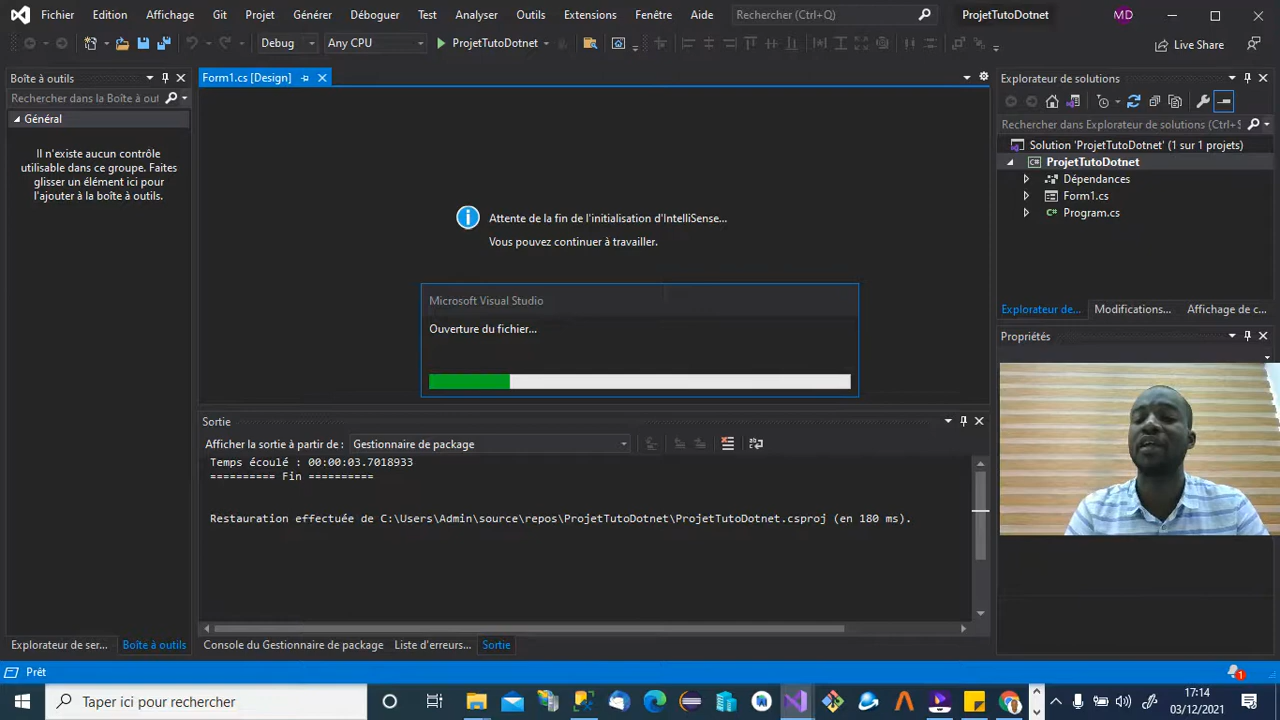 Fichier Edition Affichage Git Projet Générer Déboguer Test Analyser Outils Extensions Fenêtre Aide Rechercher (Ctrl+Q) ProjetTutoDotnet MD
Debug Any CPU ProjetTutoDotnet Live Share
Boîte à outils
Rechercher dans la Boîte à out
Général
Il n'existe aucun contrôle
utilisable dans ce groupe. Faites
glisser un élément ici pour
l'ajouter à la boîte à outils.
Form1.cs [Design]
Attente de la fin de l'initialisation d'IntelliSense...
Vous pouvez continuer à travailler.
Microsoft Visual Studio
Ouverture du fichier...
Explorateur de solutions
Rechercher dans Explorateur de solutions (Ctrl+$
Solution 'ProjetTutoDotnet' (1 sur 1 projets)
ProjetTutoDotnet
Dépendances
Form1.cs
Program.cs
Explorateur de... Modifications... Affichage de c...
Propriétés
Sortie
Afficher la sortie à partir de : Gestionnaire de package
Temps écoulé : 00:00:03.7018933
========== Fin ==========
Restauration effectuée de C:\Users\Admin\source\repos\ProjetTutoDotnet\ProjetTutoDotnet.csproj (en 180 ms).
Explorateur de ser... Boîte à outils Console du Gestionnaire de package Liste d'erreurs... Sortie
Prêt 1
Taper ici pour rechercher
17:14
03/12/2021